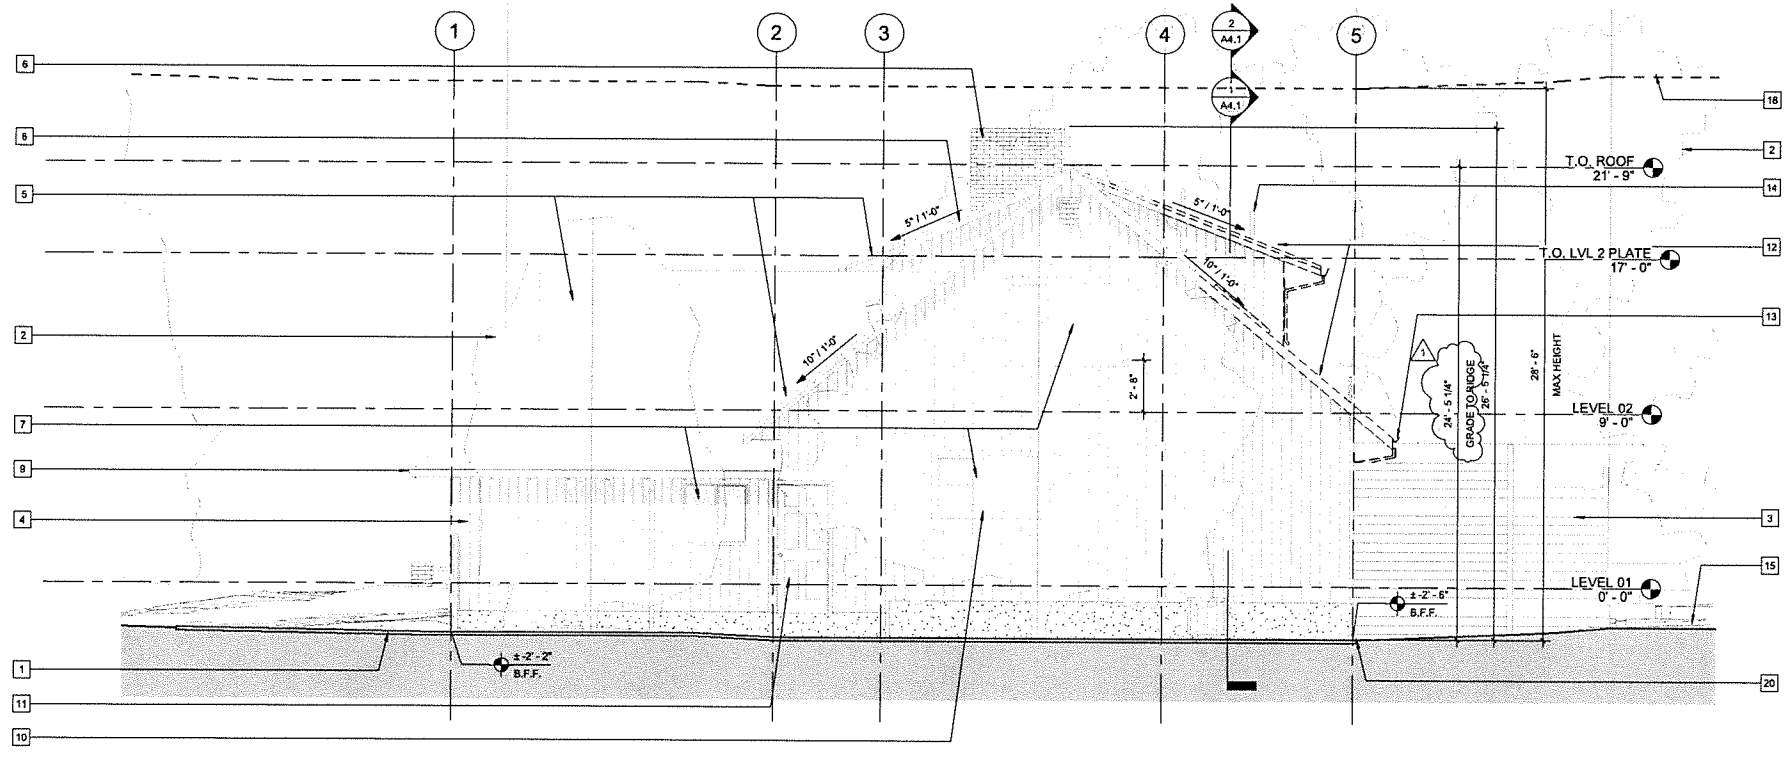 1
2
3
4
5
2
A4.1
A4.1
6
18
6
2
T.O. ROOF
21' - 9"
5
14
5" / 1'-0"
5" / 1'-0"
12
T.O. LVL 2 PLATE
17' - 0"
10" / 1'-0"
13
2
10" / 1'-0"
1
2' - 8"
24' - 5 1/4"
GRADE TO RIDGE
26' - 5 1/4"
28' - 6"
MAX HEIGHT
LEVEL 02
9' - 0"
7
9
4
3
15
LEVEL 01
0' - 0"
± -2' - 6"
B.F.F.
± -2' - 2"
B.F.F.
1
20
11
10